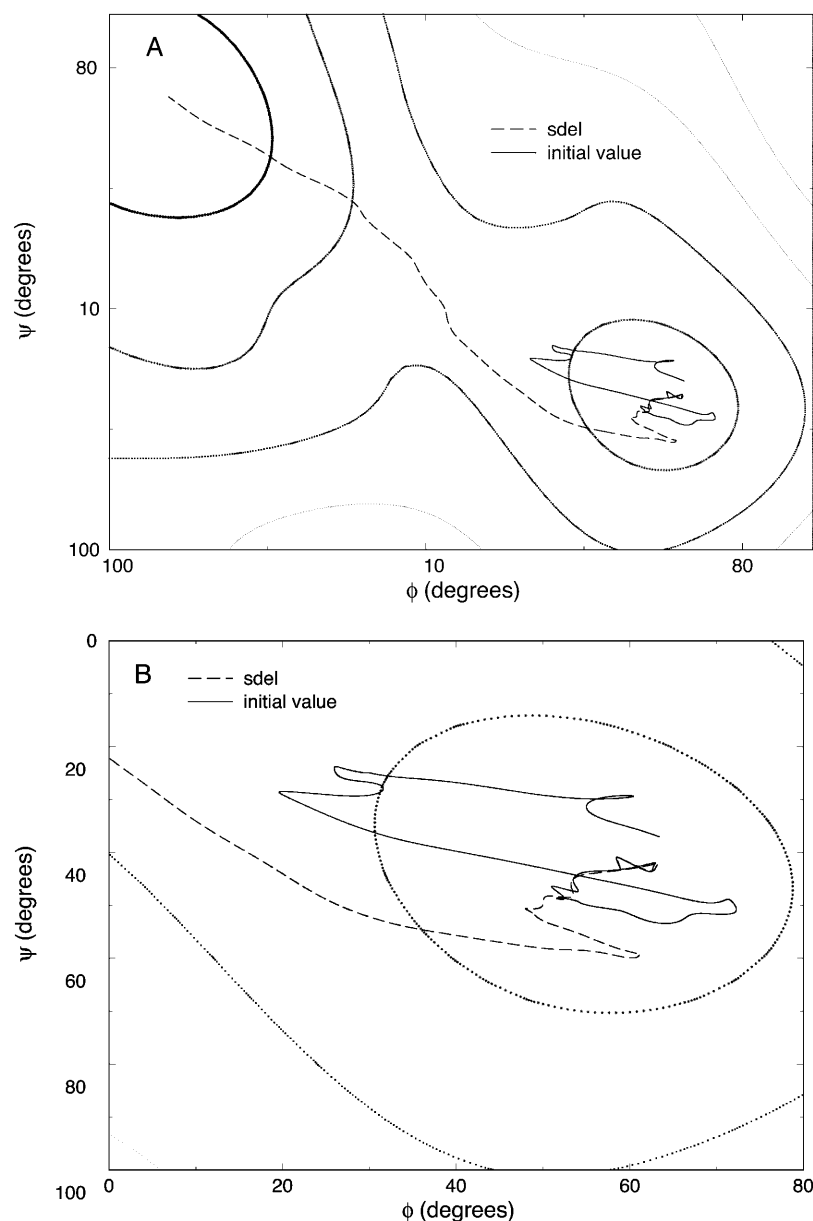 A
80
sdel
initial value
ψ (degrees)
10
100
100 10 80
ϕ (degrees)
0
B
sdel
initial value
20
40
ψ (degrees)
60
80
100
0 20 40 60 80
ϕ (degrees)